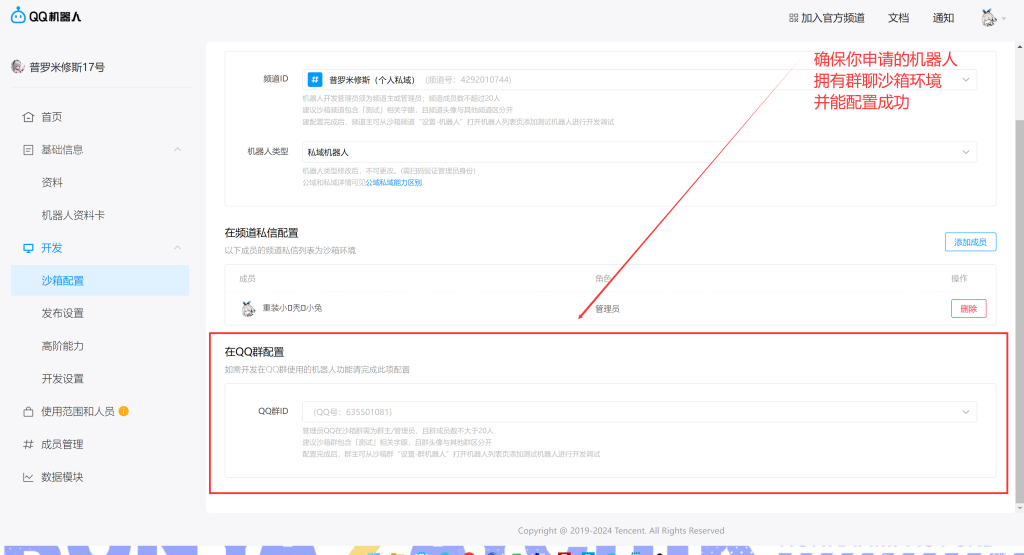 QQ机器人
加入官方频道 文档 通知
普罗米修斯17号
首页
基础信息
资料
机器人资料卡
开发
沙箱配置
发布设置
高阶能力
开发设置
使用范围和人员
成员管理
数据模块
确保你申请的机器人
拥有群聊沙箱环境
并能配置成功
频道ID
# 普罗米修斯（个人私域） （频道号：4292010744）
机器人开发管理员须为频道主或管理员；频道成员数不超过20人
建议沙箱频道包含「测试」相关字眼，且频道头像与其他频道区分开
建配置完成后，频道主可从沙箱频道“设置-机器人”打开机器人列表页添加测试机器人进行开发调试
机器人类型
私域机器人
机器人类型修改后，不可更改。(需扫码验证管理员身份)
公域和私域详情可见公域私域能力区别
在频道私信配置
以下成员的频道私信列表为沙箱环境
添加成员
成员 角色 操作
重装小▯秃▯小兔 管理员 删除
在QQ群配置
如需开发在QQ群使用的机器人功能请完成此项配置
QQ群ID
（QQ号：635501081）
管理员QQ在沙箱群需为群主/管理员，且群成员数不大于20人
建议沙箱群包含「测试」相关字眼，且群头像与其他群区分开
配置完成后，群主可从沙箱群“设置-群机器人”打开机器人列表页添加测试机器人进行开发调试
Copyright @ 2019-2024 Tencent. All Rights Reserved